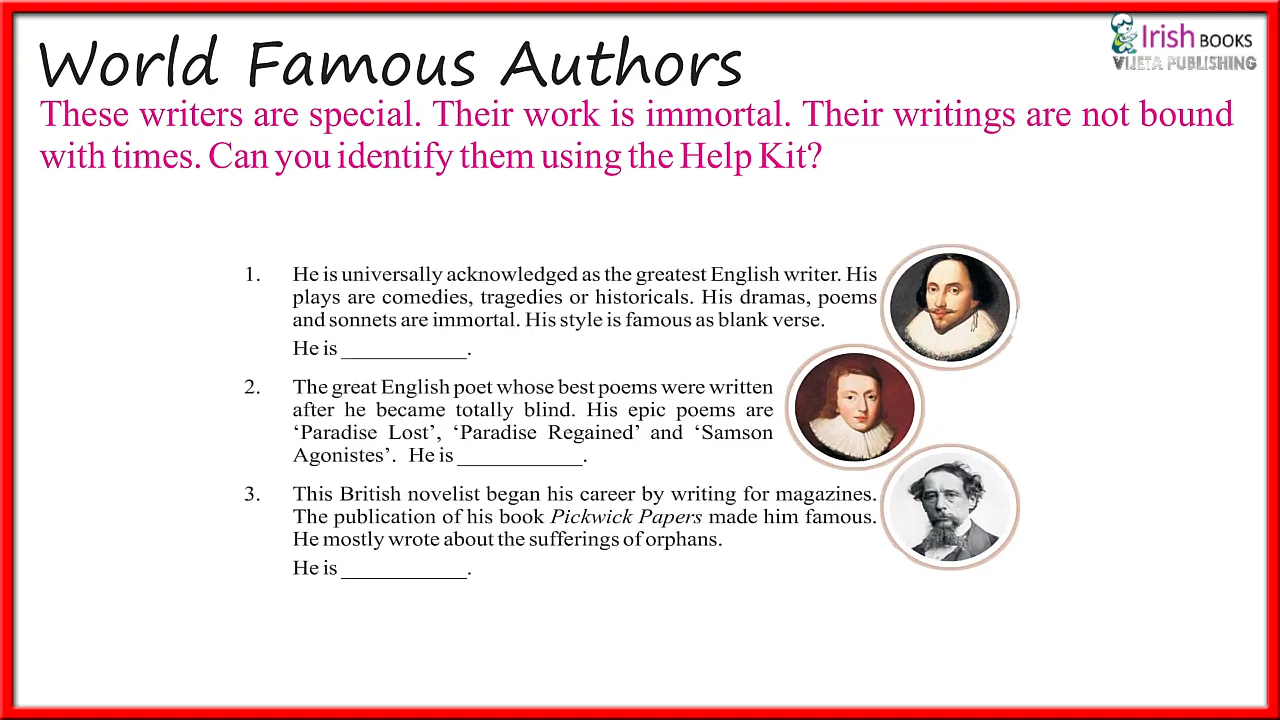 World Famous Authors
Irish BOOKS
VIJETA PUBLISHING
These writers are special. Their work is immortal. Their writings are not bound
with times. Can you identify them using the Help Kit?
1. He is universally acknowledged as the greatest English writer. His
plays are comedies, tragedies or historicals. His dramas, poems
and sonnets are immortal. His style is famous as blank verse.
He is ____________.
2. The great English poet whose best poems were written
after he became totally blind. His epic poems are
‘Paradise Lost’, ‘Paradise Regained’ and ‘Samson
Agonistes’. He is ____________.
3. This British novelist began his career by writing for magazines.
The publication of his book Pickwick Papers made him famous.
He mostly wrote about the sufferings of orphans.
He is ____________.